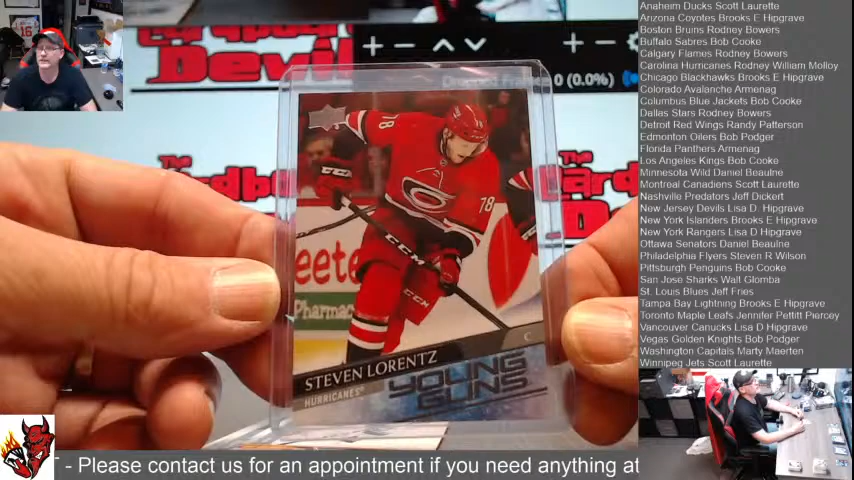 Anaheim Ducks Scott Laurette
Arizona Coyotes Brooks E Hipgrave
Boston Bruins Rodney Bowers
Buffalo Sabres Bob Cooke
Calgary Flames Rodney Bowers
Carolina Hurricanes Rodney William Molloy
Chicago Blackhawks Brooks E Hipgrave
Colorado Avalanche Armenag
Columbus Blue Jackets Bob Cooke
Dallas Stars Rodney Bowers
Detroit Red Wings Randy Patterson
Edmonton Oilers Bob Podger
Florida Panthers Armenag
Los Angeles Kings Bob Cooke
Minnesota Wild Daniel Beaulne
Montreal Canadiens Scott Laurette
Nashville Predators Jeff Dickert
New Jersey Devils Lisa D. Hipgrave
New York Islanders Brooks E Hipgrave
New York Rangers Lisa D Hipgrave
Ottawa Senators Daniel Beaulne
Philadelphia Flyers Steven R Wilson
Pittsburgh Penguins Bob Cooke
San Jose Sharks Walt Glomba
St. Louis Blues Jeff Fries
Tampa Bay Lightning Brooks E Hipgrave
Toronto Maple Leafs Jennifer Pettitt Piercey
Vancouver Canucks Lisa D Hipgrave
Vegas Golden Knights Bob Podger
Washington Capitals Marty Maerten
Winnipeg Jets Scott Laurette
0 (0.0%)
78
78
CCM
CCM
eete
Pharmac
C
STEVEN LORENTZ
HURRICANES
YOUNG
GUNS
- Please contact us for an appointment if you need anything at